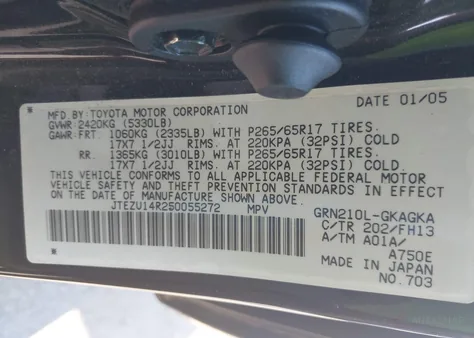 MFD. BY TOYOTA MOTOR CORPORATION DATE 01/05
GVWR 2420KG (5330LB)
GAWR FRT. 1060KG (2335LB) WITH P265/65R17 TIRES.
17X7 1/2JJ RIMS. AT 220KPA (32PSI) COLD
RR. 1365KG (3010LB) WITH P265/65R17 TIRES.
17X7 1/2JJ RIMS. AT 220KPA (32PSI) COLD
THIS VEHICLE CONFORMS TO ALL APPLICABLE FEDERAL MOTOR
VEHICLE SAFETY AND THEFT PREVENTION STANDARDS IN EFFECT
ON THE DATE OF MANUFACTURE SHOWN ABOVE.
JTEZU14R250055272 MPV GRN210L-GKAGKA
C/TR 202/FH13
A/TM A01A/
A750E
MADE IN JAPAN
NO.703